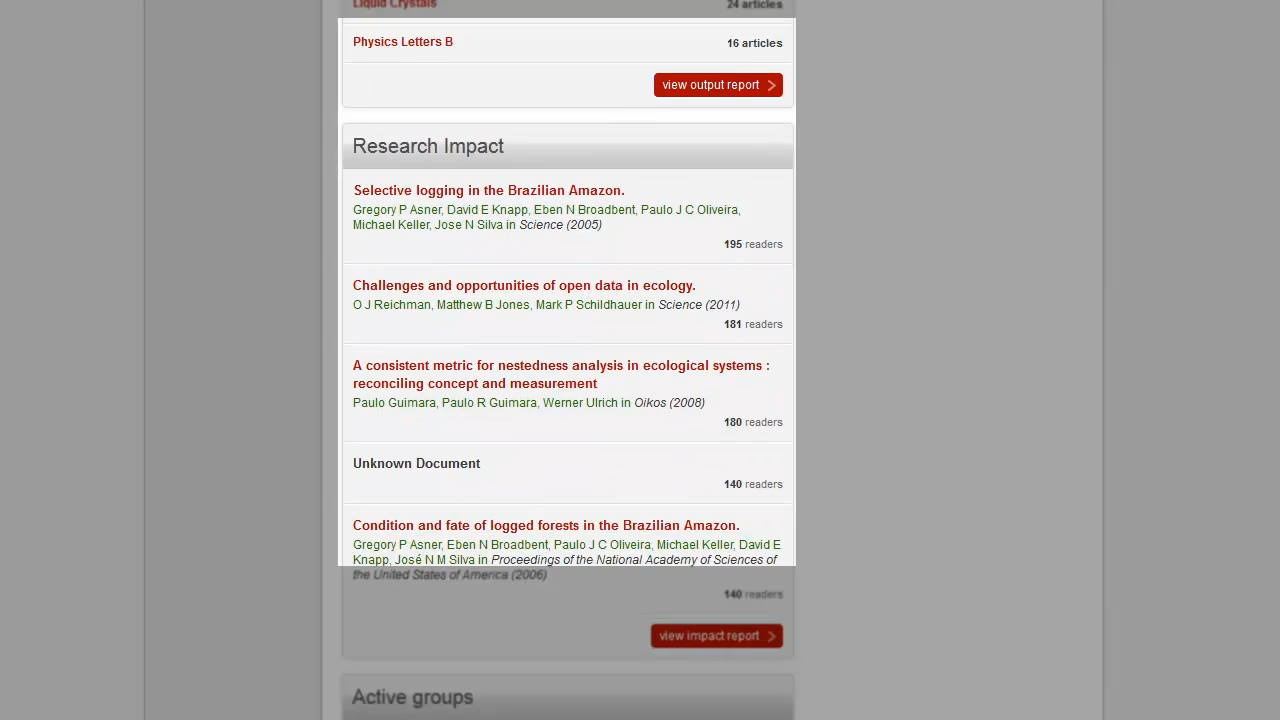 Liquid Crystals 24 articles
Physics Letters B 16 articles
view output report
Research Impact
Selective logging in the Brazilian Amazon.
Gregory P Asner, David E Knapp, Eben N Broadbent, Paulo J C Oliveira,
Michael Keller, Jose N Silva in Science (2005)
195 readers
Challenges and opportunities of open data in ecology.
O J Reichman, Matthew B Jones, Mark P Schildhauer in Science (2011)
181 readers
A consistent metric for nestedness analysis in ecological systems :
reconciling concept and measurement
Paulo Guimara, Paulo R Guimara, Werner Ulrich in Oikos (2008)
180 readers
Unknown Document
140 readers
Condition and fate of logged forests in the Brazilian Amazon.
Gregory P Asner, Eben N Broadbent, Paulo J C Oliveira, Michael Keller, David E
Knapp, José N M Silva in Proceedings of the National Academy of Sciences of
the United States of America (2006)
140 readers
view impact report
Active groups